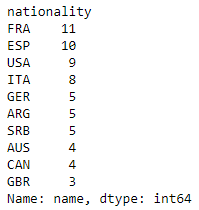 nationality
FRA 11
ESP 10
USA 9
ITA 8
GER 5
ARG 5
SRB 5
AUS 4
CAN 4
GBR 3
Name: name, dtype: int64